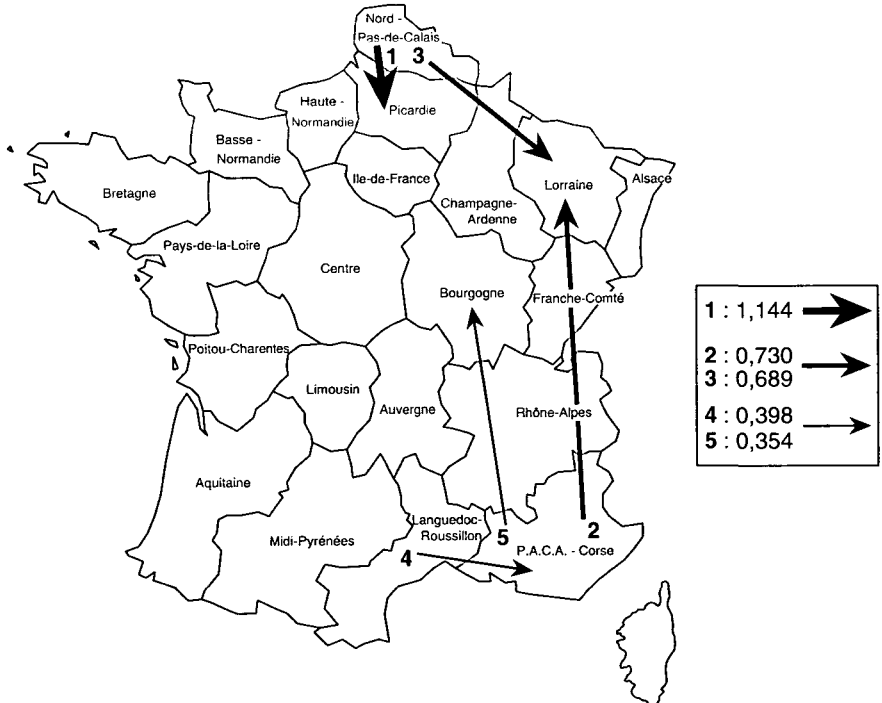 Nord -
Pas-de-Calais
1 3
Haute -
Normandie
Picardie
Basse -
Normandie
Ile-de-France
Lorraine
Alsace
Bretagne
Champagne-
Ardenne
Pays-de-la-Loire
Centre
Bourgogne
Franche-Comté
Poitou-Charentes
Limousin
Auvergne
Rhône-Alpes
Aquitaine
Midi-Pyrénées
Languedoc-
Roussillon
4
5
2
P.A.C.A. - Corse
1 : 1,144
2 : 0,730
3 : 0,689
4 : 0,398
5 : 0,354